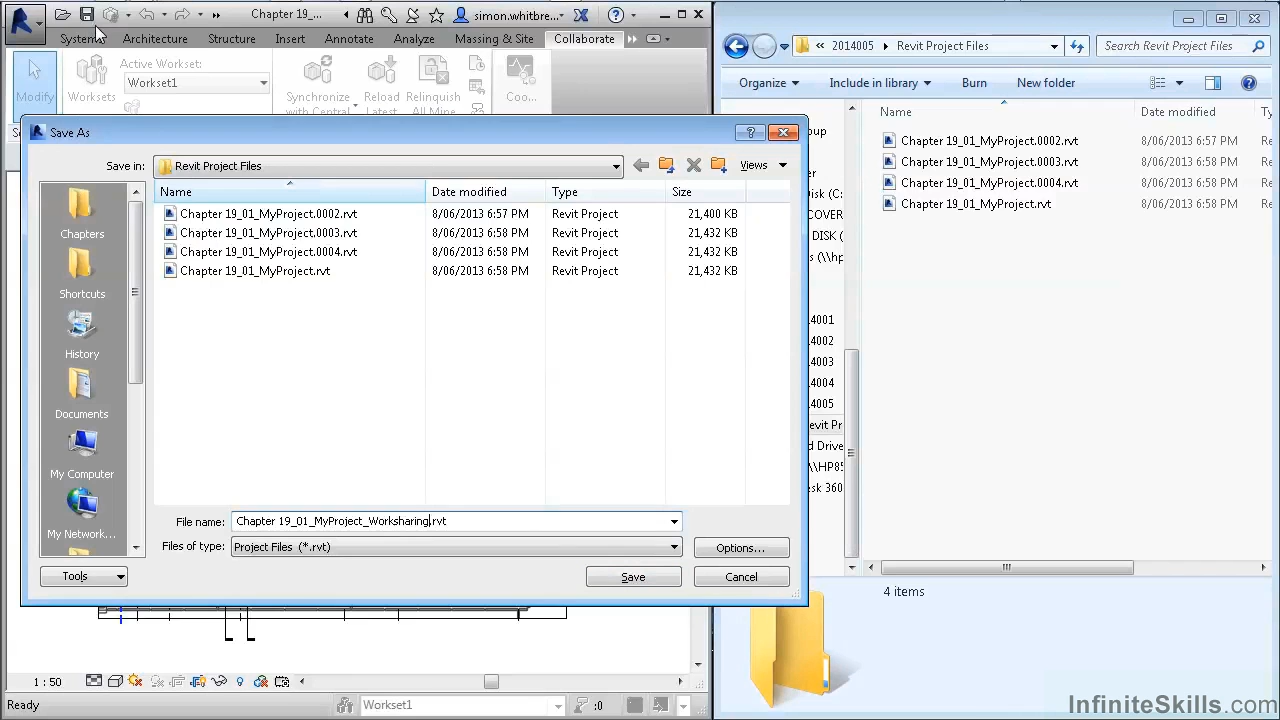 Chapter 19_...
simon.whitbre...
Systems
Architecture
Structure
Insert
Annotate
Analyze
Massing & Site
Collaborate
Modify
Worksets
Active Workset:
Workset1
Synchronize
Reload
Relinquish
Coo...
Central
Latest
All Mine
Save As
Save in:
Revit Project Files
Views
Name
Date modified
Type
Size
Chapter 19_01_MyProject.0002.rvt 8/06/2013 6:57 PM Revit Project 21,400 KB
Chapter 19_01_MyProject.0003.rvt 8/06/2013 6:58 PM Revit Project 21,432 KB
Chapter 19_01_MyProject.0004.rvt 8/06/2013 6:58 PM Revit Project 21,432 KB
Chapter 19_01_MyProject.rvt 8/06/2013 6:58 PM Revit Project 21,432 KB
Chapters
Shortcuts
History
Documents
My Computer
My Netwo​rk...
File name:
Chapter 19_01_MyProject_Worksharing.rvt
Files of type:
Project Files (*.rvt)
Options...
Tools
Save
Cancel
1 : 50
Ready
Workset1
:0
2014005
Revit Project Files
Search Revit Project Files
Organize
Include in library
Burn
New folder
Name
Date modified
Chapter 19_01_MyProject.0002.rvt 8/06/2013 6:57 PM
Chapter 19_01_MyProject.0003.rvt 8/06/2013 6:58 PM
Chapter 19_01_MyProject.0004.rvt 8/06/2013 6:58 PM
Chapter 19_01_MyProject.rvt 8/06/2013 6:58 PM
4 items
InfiniteSkills.com